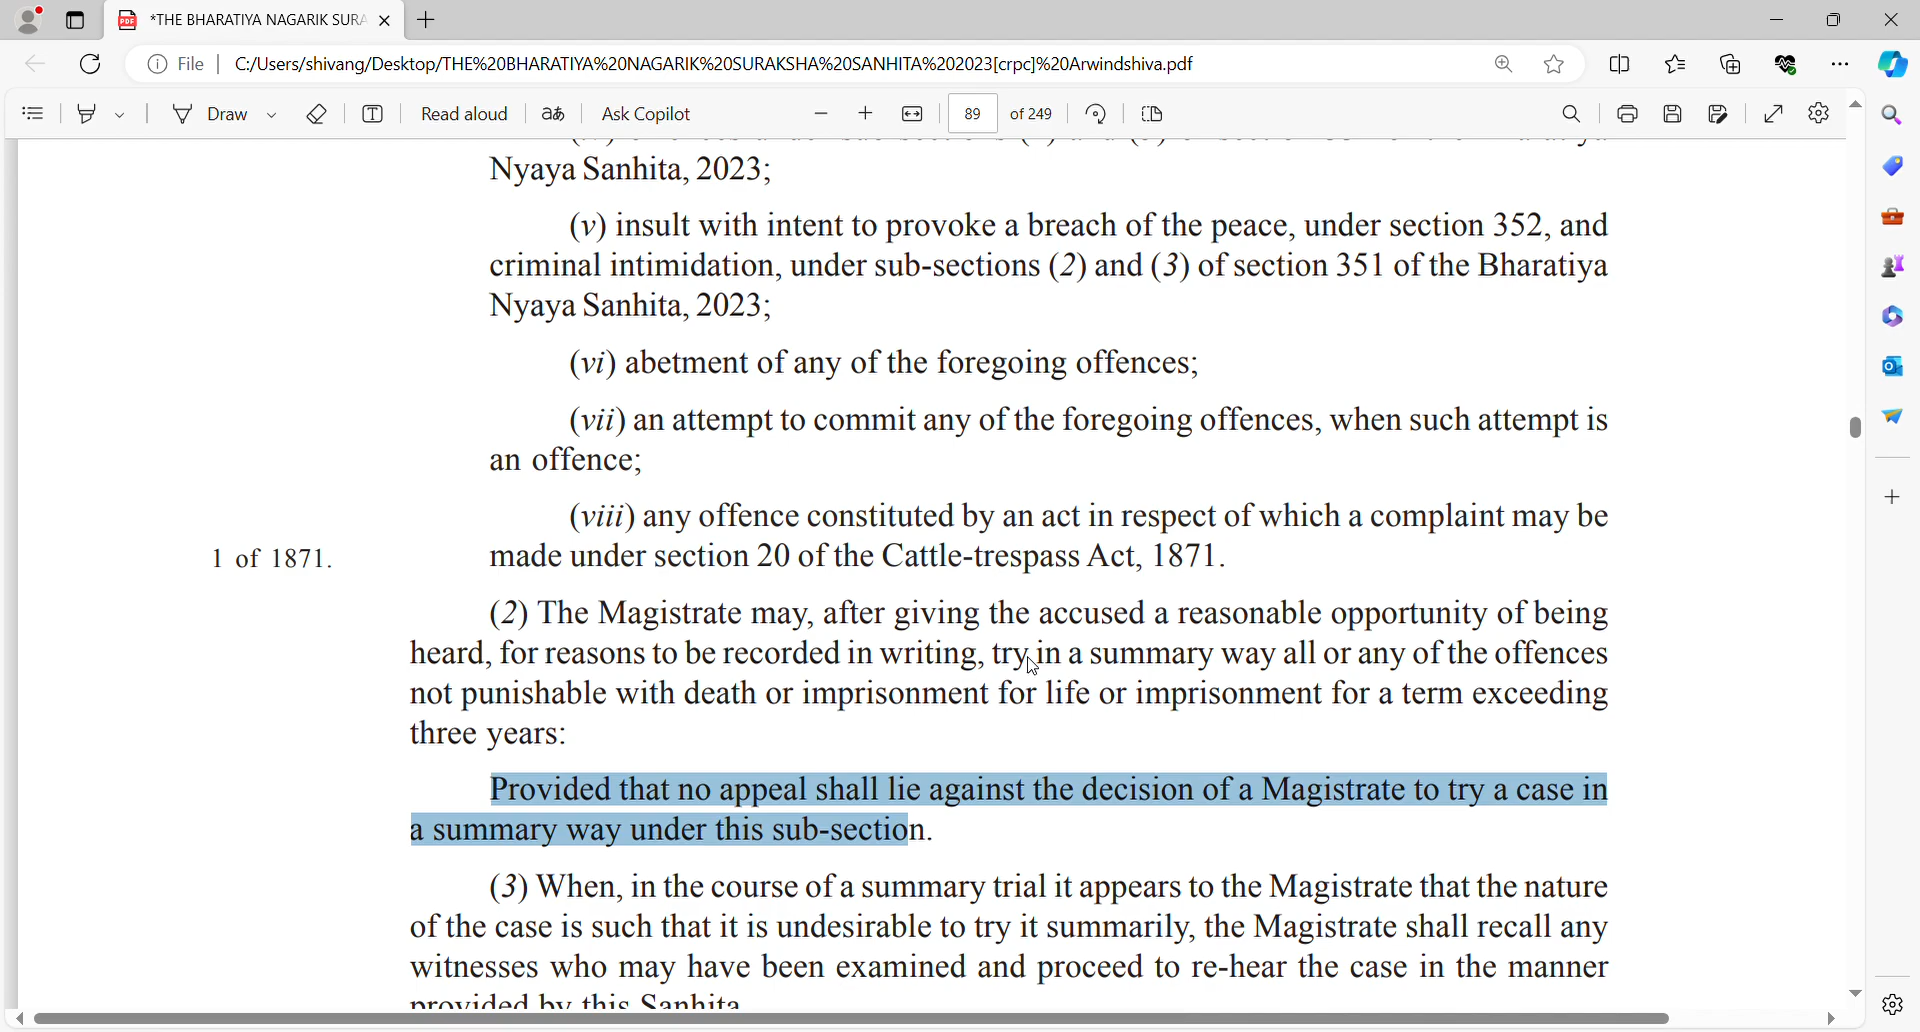 *THE BHARATIYA NAGARIK SURA
File
C:/Users/shivang/Desktop/THE%20BHARATIYA%20NAGARIK%20SURAKSHA%20SANHITA%202023[crpc]%20Arwindshiva.pdf
Draw
Read aloud
aあ
Ask Copilot
89 of 249
Nyaya Sanhita, 2023;
(v) insult with intent to provoke a breach of the peace, under section 352, and
criminal intimidation, under sub-sections (2) and (3) of section 351 of the Bharatiya
Nyaya Sanhita, 2023;
(vi) abetment of any of the foregoing offences;
(vii) an attempt to commit any of the foregoing offences, when such attempt is
an offence;
(viii) any offence constituted by an act in respect of which a complaint may be
1 of 1871.
made under section 20 of the Cattle-trespass Act, 1871.
(2) The Magistrate may, after giving the accused a reasonable opportunity of being
heard, for reasons to be recorded in writing, try in a summary way all or any of the offences
not punishable with death or imprisonment for life or imprisonment for a term exceeding
three years:
Provided that no appeal shall lie against the decision of a Magistrate to try a case in
a summary way under this sub-section.
(3) When, in the course of a summary trial it appears to the Magistrate that the nature
of the case is such that it is undesirable to try it summarily, the Magistrate shall recall any
witnesses who may have been examined and proceed to re-hear the case in the manner
provided by this Sanhita.